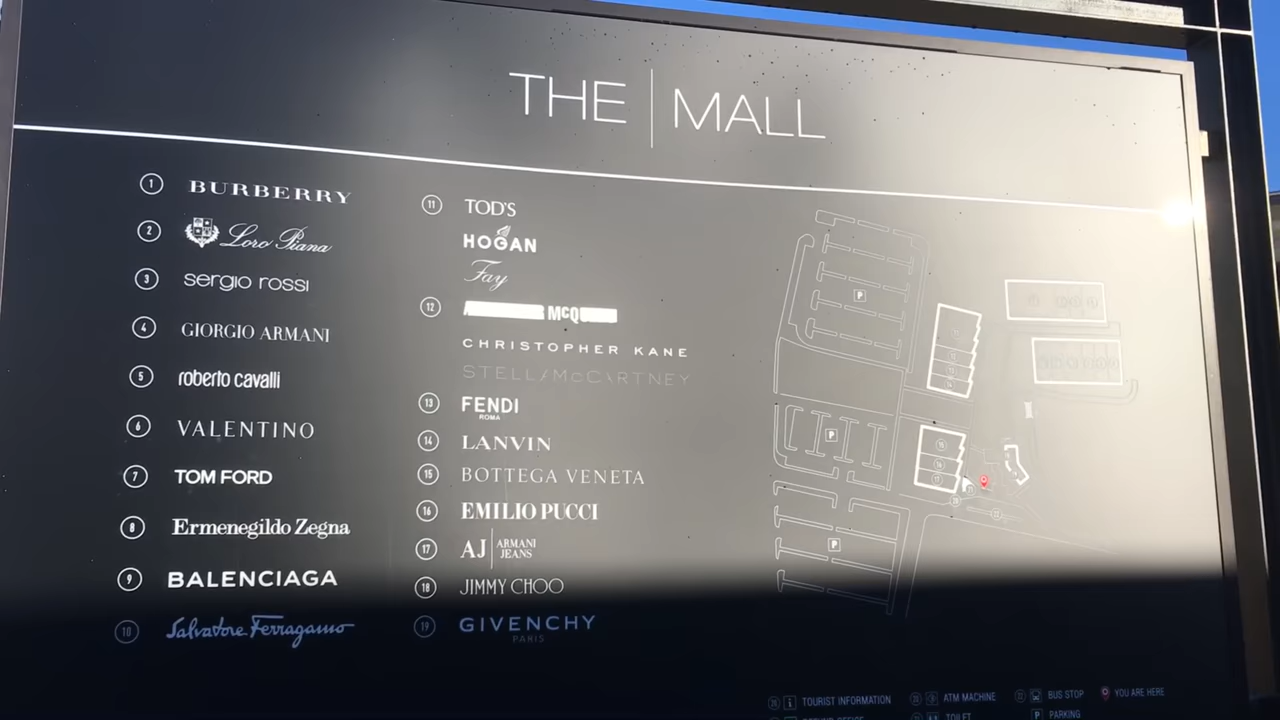 THE | MALL
1 BURBERRY
2 Loro Piana
3 sergio rossi
4 GIORGIO ARMANI
5 roberto cavalli
6 VALENTINO
7 TOM FORD
8 Ermenegildo Zegna
9 BALENCIAGA
10 Salvatore Ferragamo
11 TOD'S
HOGAN
Fay
12 McQ
CHRISTOPHER KANE
STELLA McCARTNEY
13 FENDI
ROMA
14 LANVIN
15 BOTTEGA VENETA
16 EMILIO PUCCI
17 AJ | ARMANI
JEANS
18 JIMMY CHOO
19 GIVENCHY
PARIS
P
P
P
i TOURIST INFORMATION
ATM MACHINE
BUS STOP
YOU ARE HERE
TOILET
P PARKING